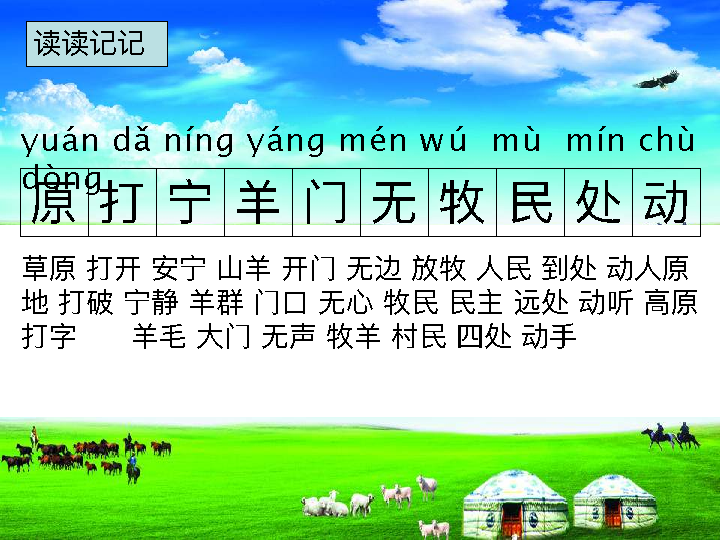 读读记记
yuán dǎ níng yáng mén wú mù mín chù
dòng
原 打 宁 羊 门 无 牧 民 处 动
草原 打开 安宁 山羊 开门 无边 放牧 人民 到处 动人原
地 打破 宁静 羊群 门口 无心 牧民 民主 远处 动听 高原
打字 羊毛 大门 无声 牧羊 村民 四处 动手